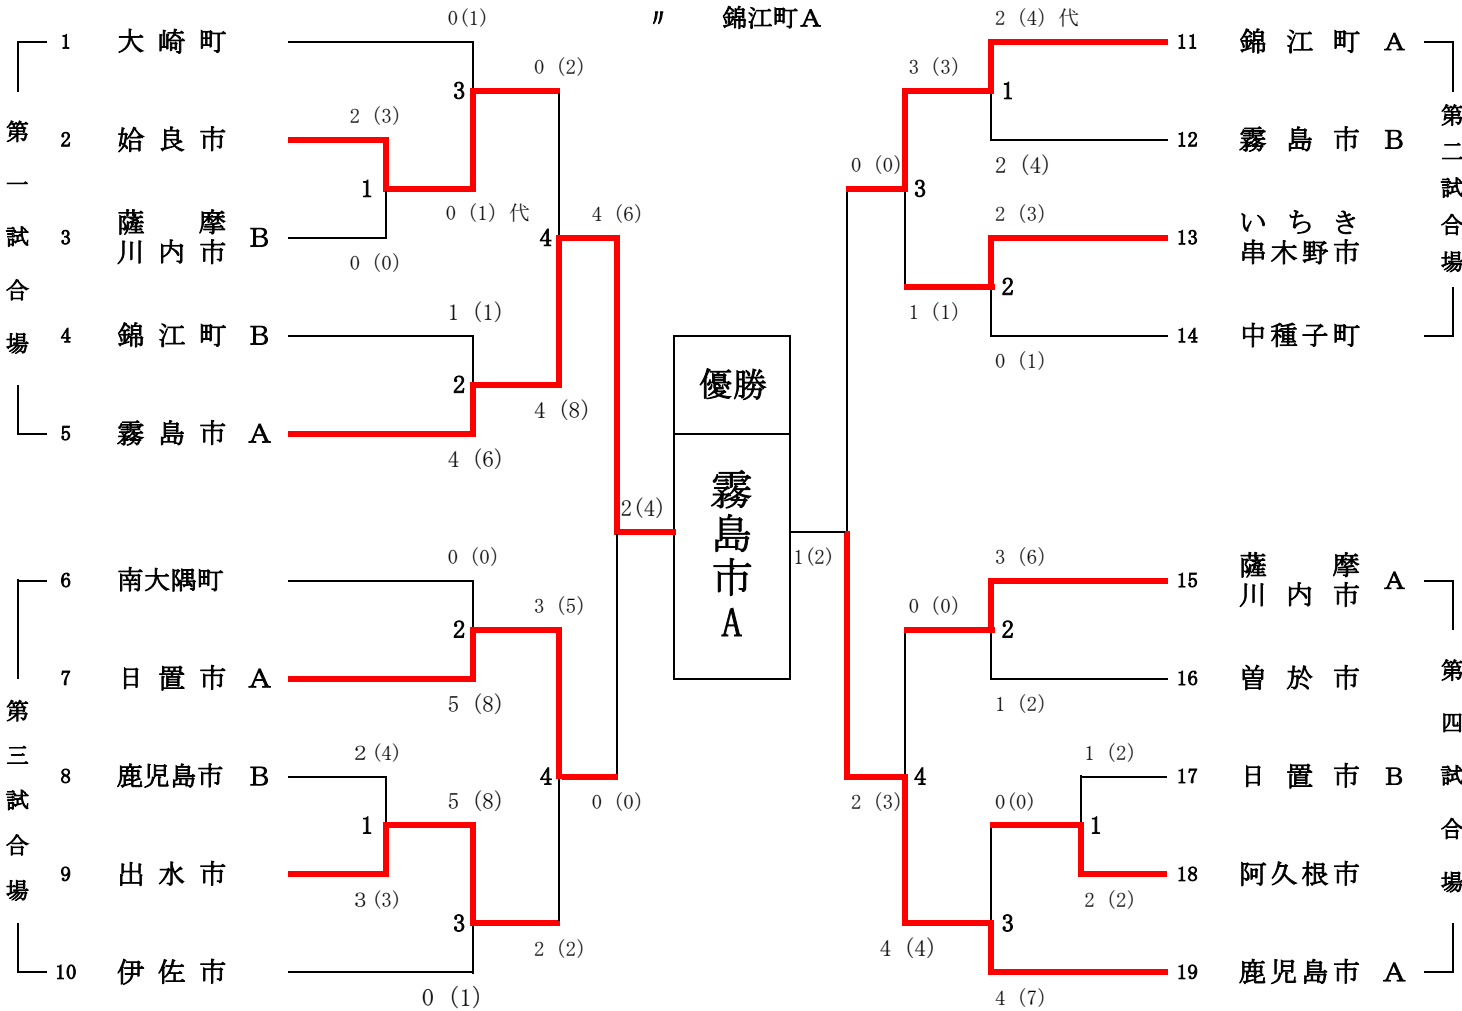 〃 錦江町A
第一試合場
1 大崎町
0(1)
2 姶良市
2 (3)
3 薩摩川内市 B
0 (0)
1
0 (1) 代
3
0 (2)
4 錦江町 B
1 (1)
5 霧島市 A
4 (6)
2
4 (8)
4
4 (6)
第三試合場
6 南大隅町
0 (0)
7 日置市 A
5 (8)
2
3 (5)
8 鹿児島市 B
2 (4)
9 出水市
3 (3)
1
5 (8)
10 伊佐市
0 (1)
3
2 (2)
4
0 (0)
2(4)
優勝
霧島市A
1(2)
第二試合場
2 (4) 代
11 錦江町 A
1
12 霧島市 B
2 (4)
3 (3)
2 (3)
13 いちき串木野市
2
14 中種子町
0 (1)
1 (1)
3
0 (0)
第四試合場
3 (6)
15 薩摩川内市 A
2
16 曽於市
1 (2)
0 (0)
1 (2)
17 日置市 B
1
18 阿久根市
2 (2)
0(0)
3
19 鹿児島市 A
4 (7)
4 (4)
4
2 (3)